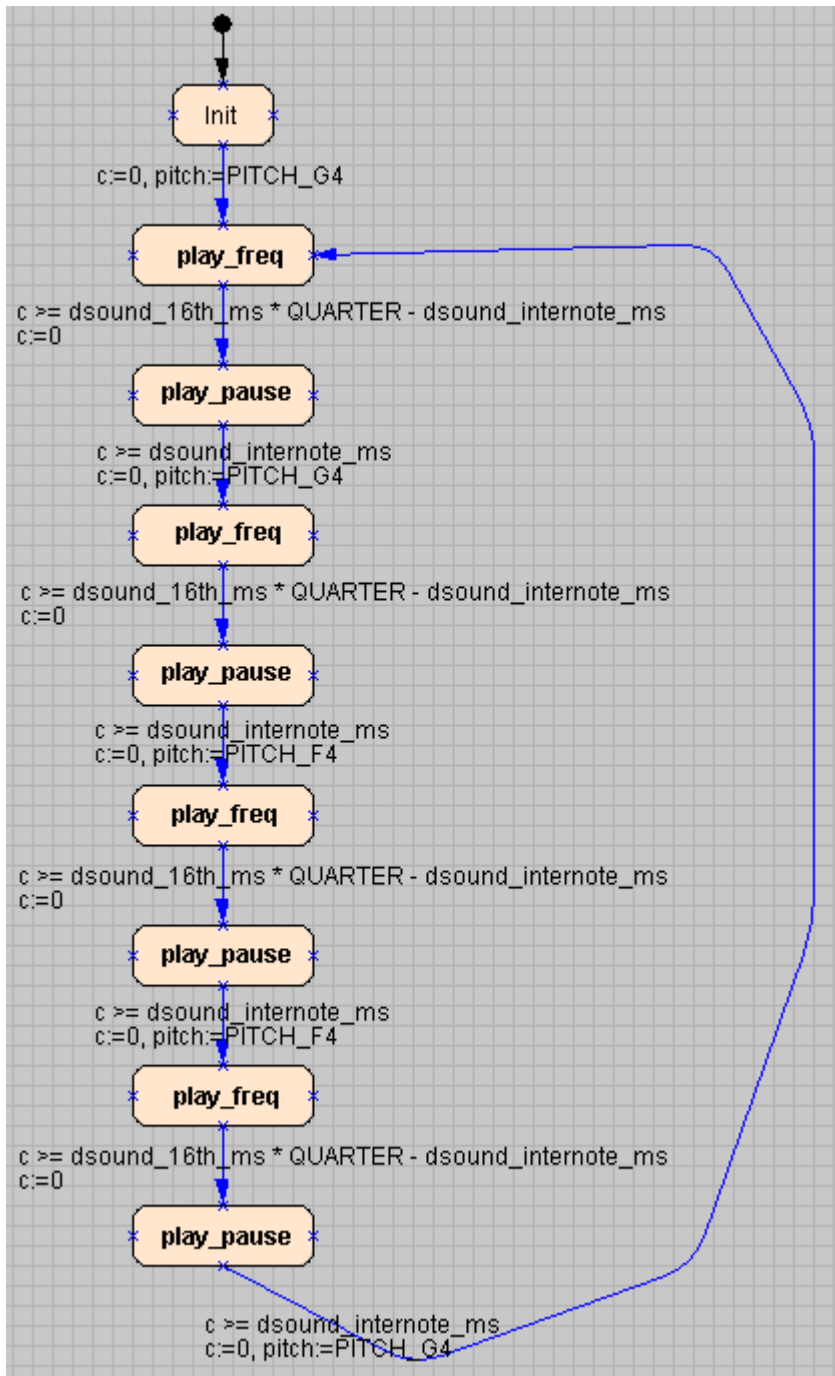 Init
c:=0, pitch:=PITCH_G4
play_freq
c >= dsound_16th_ms * QUARTER - dsound_internote_ms
c:=0
play_pause
c >= dsound_internote_ms
c:=0, pitch:=PITCH_G4
play_freq
c >= dsound_16th_ms * QUARTER - dsound_internote_ms
c:=0
play_pause
c >= dsound_internote_ms
c:=0, pitch:=PITCH_F4
play_freq
c >= dsound_16th_ms * QUARTER - dsound_internote_ms
c:=0
play_pause
c >= dsound_internote_ms
c:=0, pitch:=PITCH_F4
play_freq
c >= dsound_16th_ms * QUARTER - dsound_internote_ms
c:=0
play_pause
c >= dsound_internote_ms
c:=0, pitch:=PITCH_G4